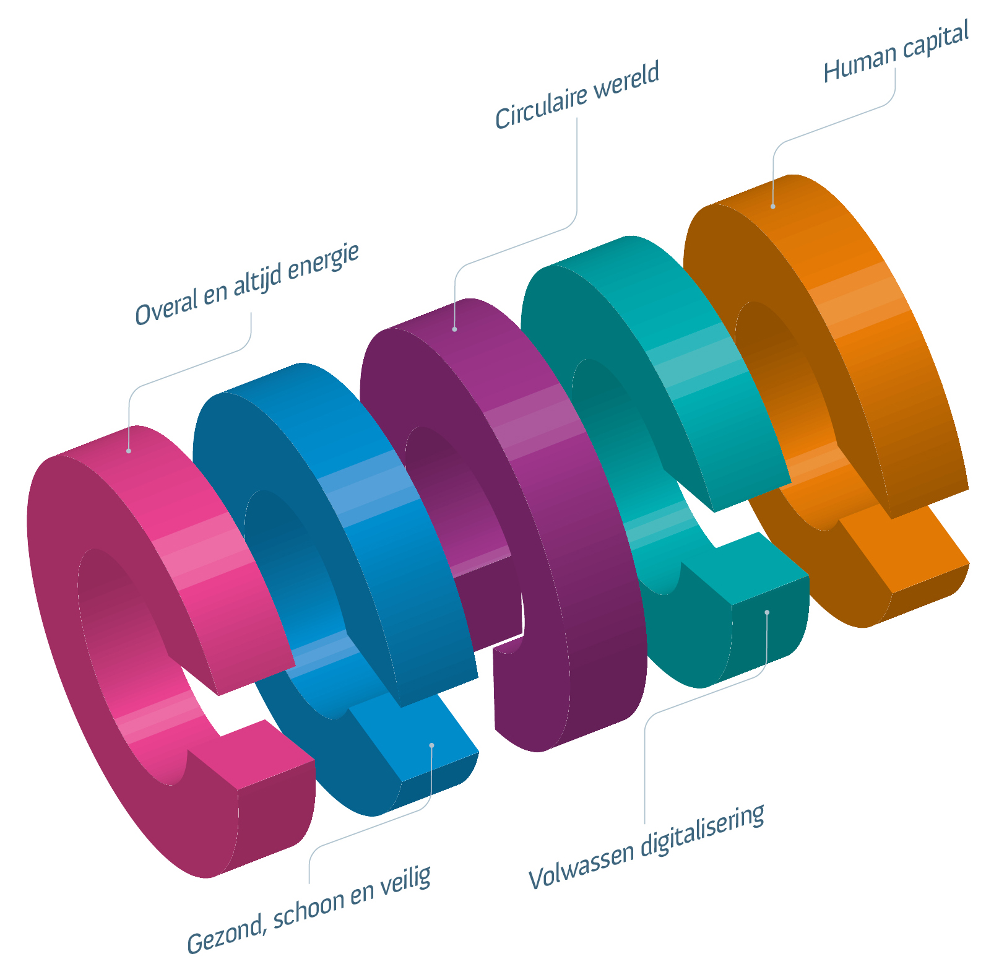 Human capital
Circulaire wereld
Overal en altijd energie
Volwassen digitalisering
Gezond, schoon en veilig